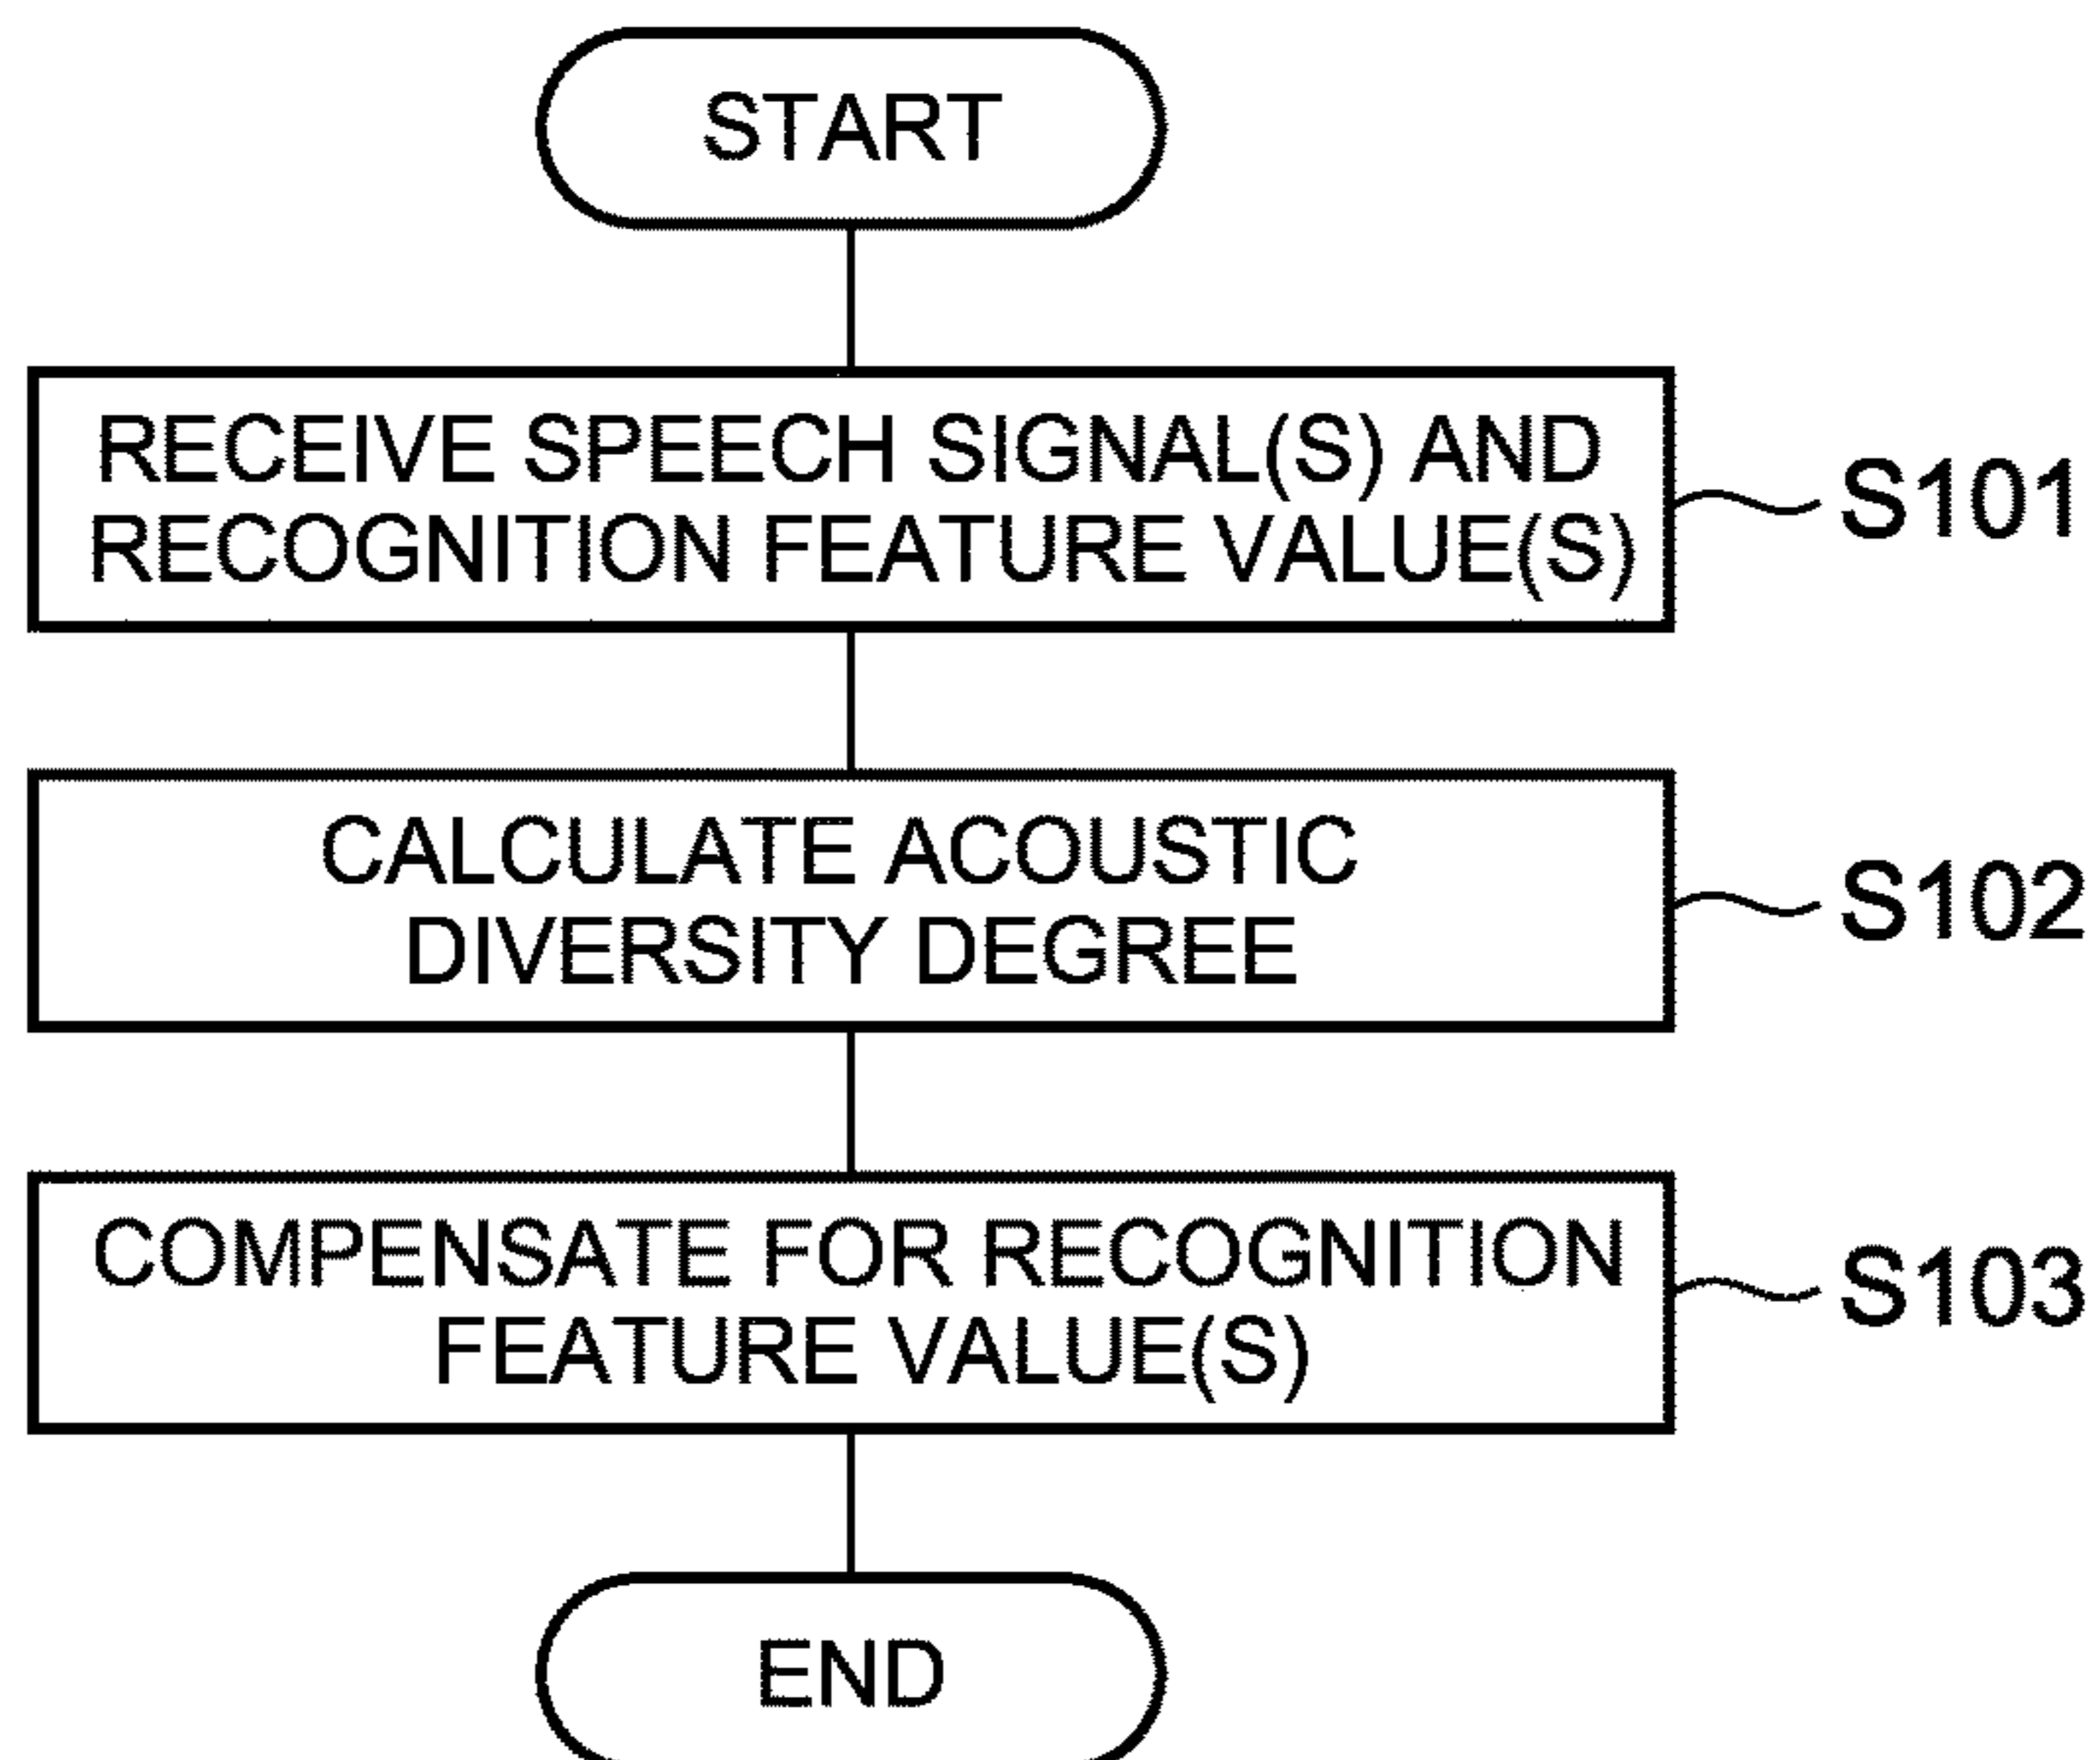 START
RECEIVE SPEECH SIGNAL(S) AND
RECOGNITION FEATURE VALUE(S)
S101
CALCULATE ACOUSTIC
DIVERSITY DEGREE
S102
COMPENSATE FOR RECOGNITION
FEATURE VALUE(S)
S103
END